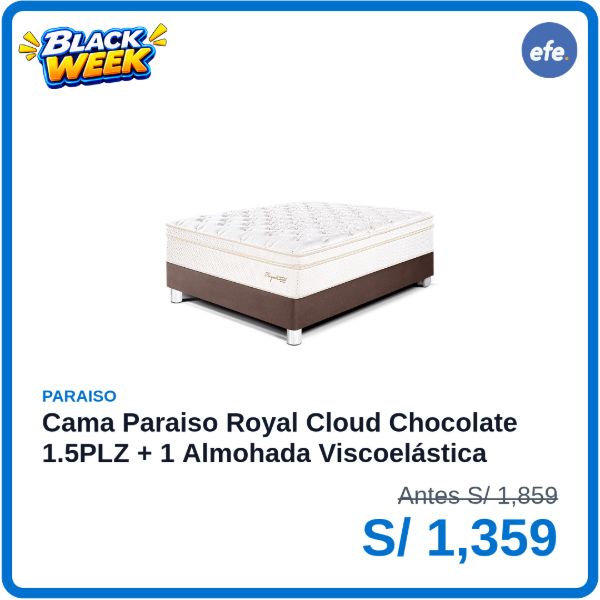 BLACK
WEEK
efe.
PARAISO
Cama Paraiso Royal Cloud Chocolate
1.5PLZ + 1 Almohada Viscoelástica
Antes S/ 1,859
S/ 1,359